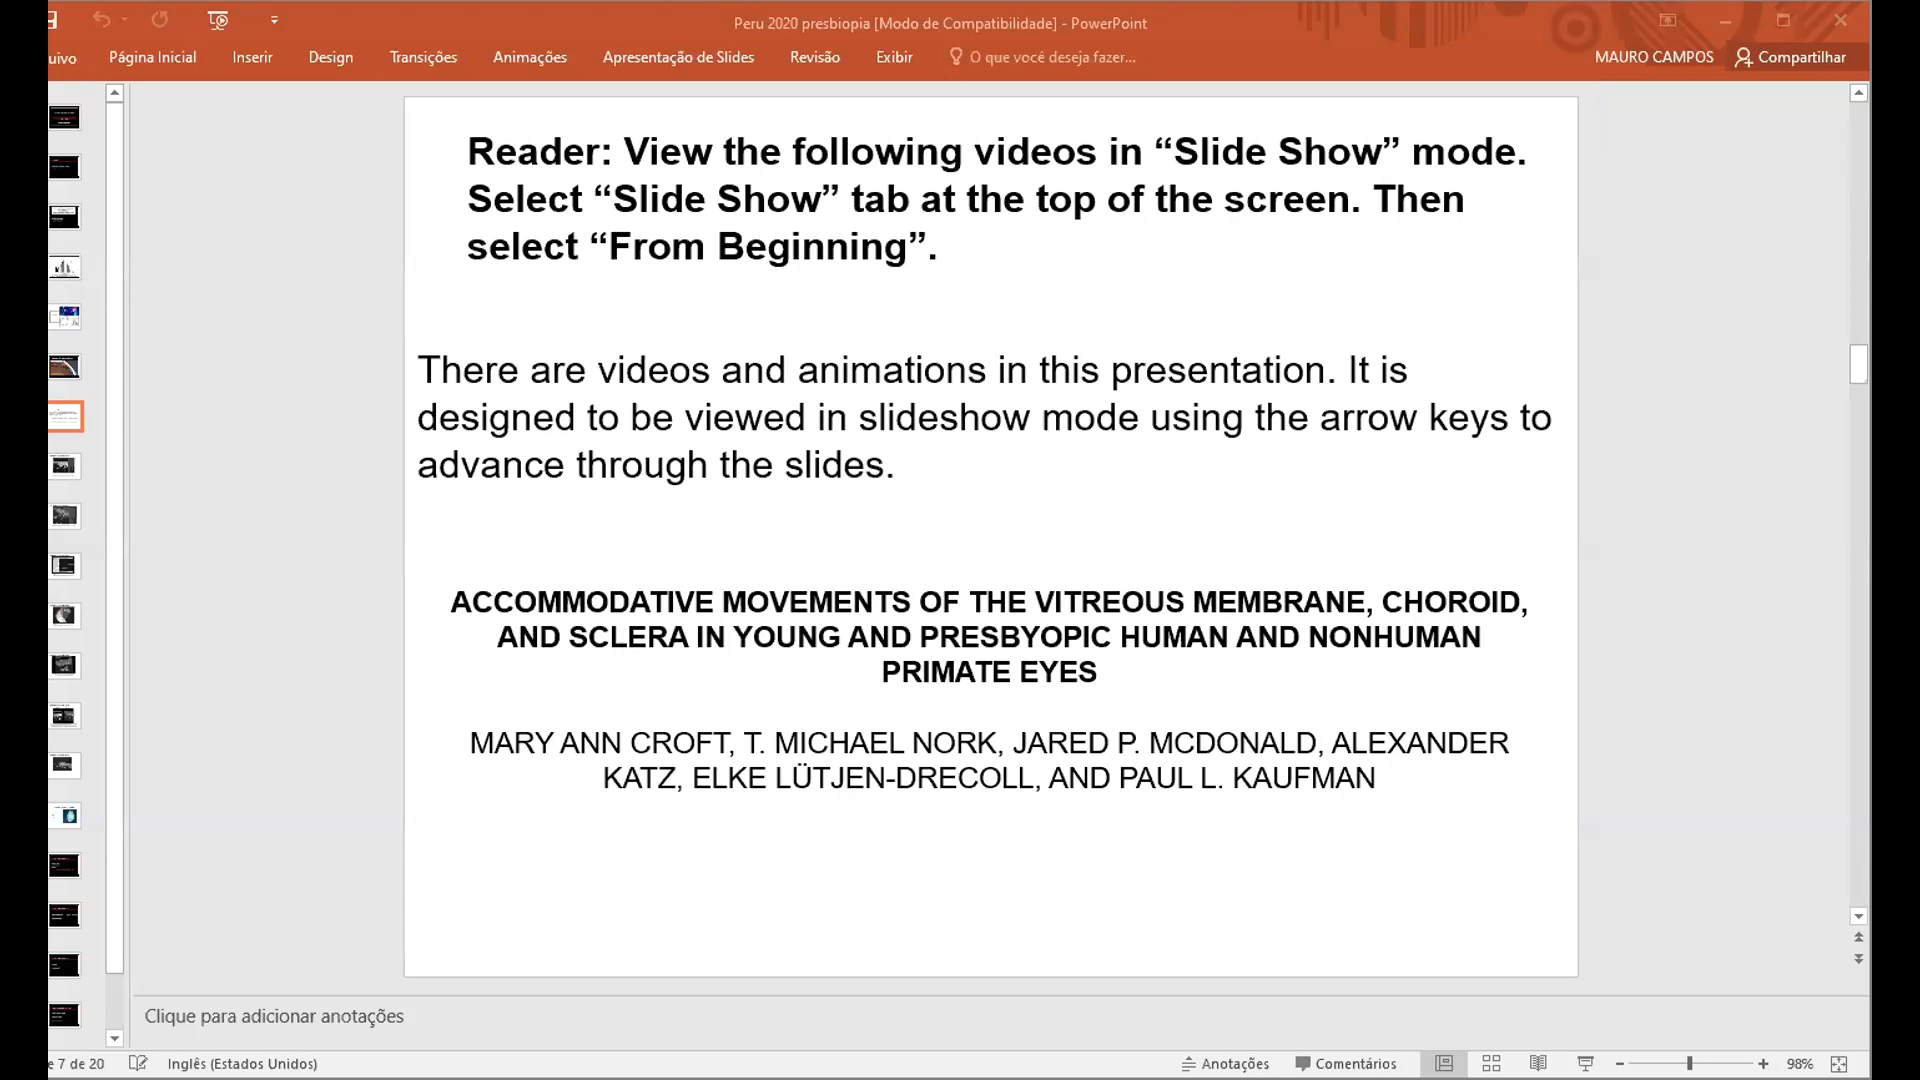 Peru 2020 presbiopia [Modo de Compatibilidade] - PowerPoint
uivo Página Inicial Inserir Design Transições Animações Apresentação de Slides Revisão Exibir O que você deseja fazer... MAURO CAMPOS Compartilhar
Reader: View the following videos in “Slide Show” mode.
Select “Slide Show” tab at the top of the screen. Then
select “From Beginning”.
There are videos and animations in this presentation. It is
designed to be viewed in slideshow mode using the arrow keys to
advance through the slides.
ACCOMMODATIVE MOVEMENTS OF THE VITREOUS MEMBRANE, CHOROID,
AND SCLERA IN YOUNG AND PRESBYOPIC HUMAN AND NONHUMAN
PRIMATE EYES
MARY ANN CROFT, T. MICHAEL NORK, JARED P. MCDONALD, ALEXANDER
KATZ, ELKE LÜTJEN-DRECOLL, AND PAUL L. KAUFMAN
Clique para adicionar anotações
e 7 de 20 Inglês (Estados Unidos) Anotações Comentários 98%